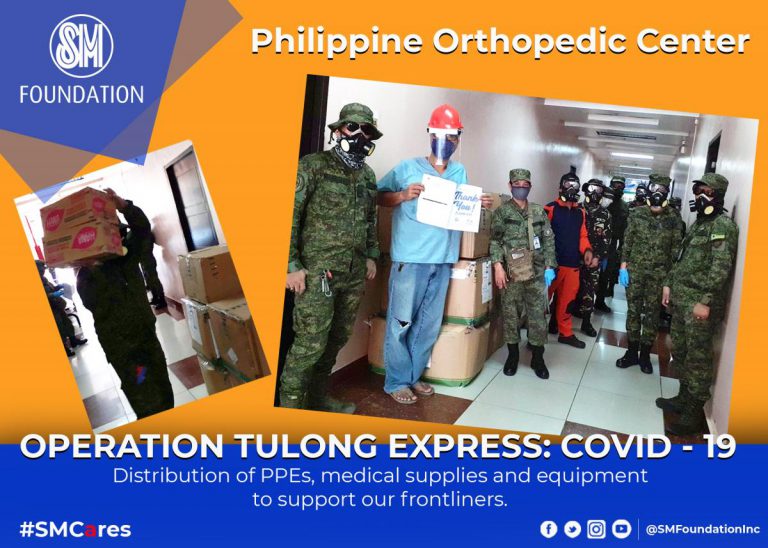 SM
FOUNDATION
Philippine Orthopedic Center
Thank
You!
OPERATION TULONG EXPRESS: COVID - 19
Distribution of PPEs, medical supplies and equipment
to support our frontliners.
#SMCares
@SMFoundationInc